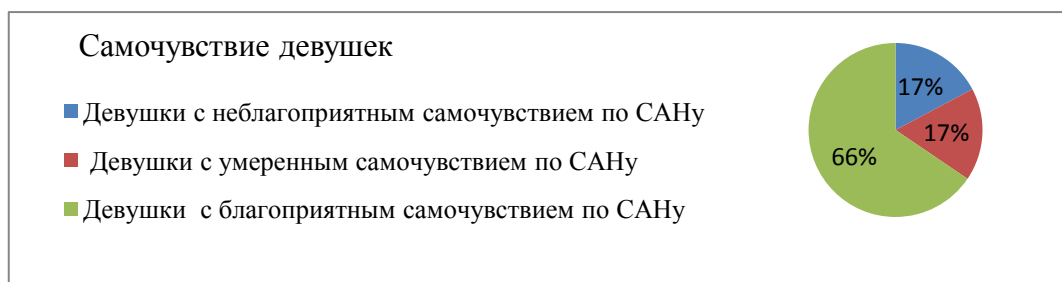 Самочувствие девушек
Девушки с неблагоприятным самочувствием по САНу
Девушки с умеренным самочувствием по САНу
Девушки с благоприятным самочувствием по САНу
17%
17%
66%